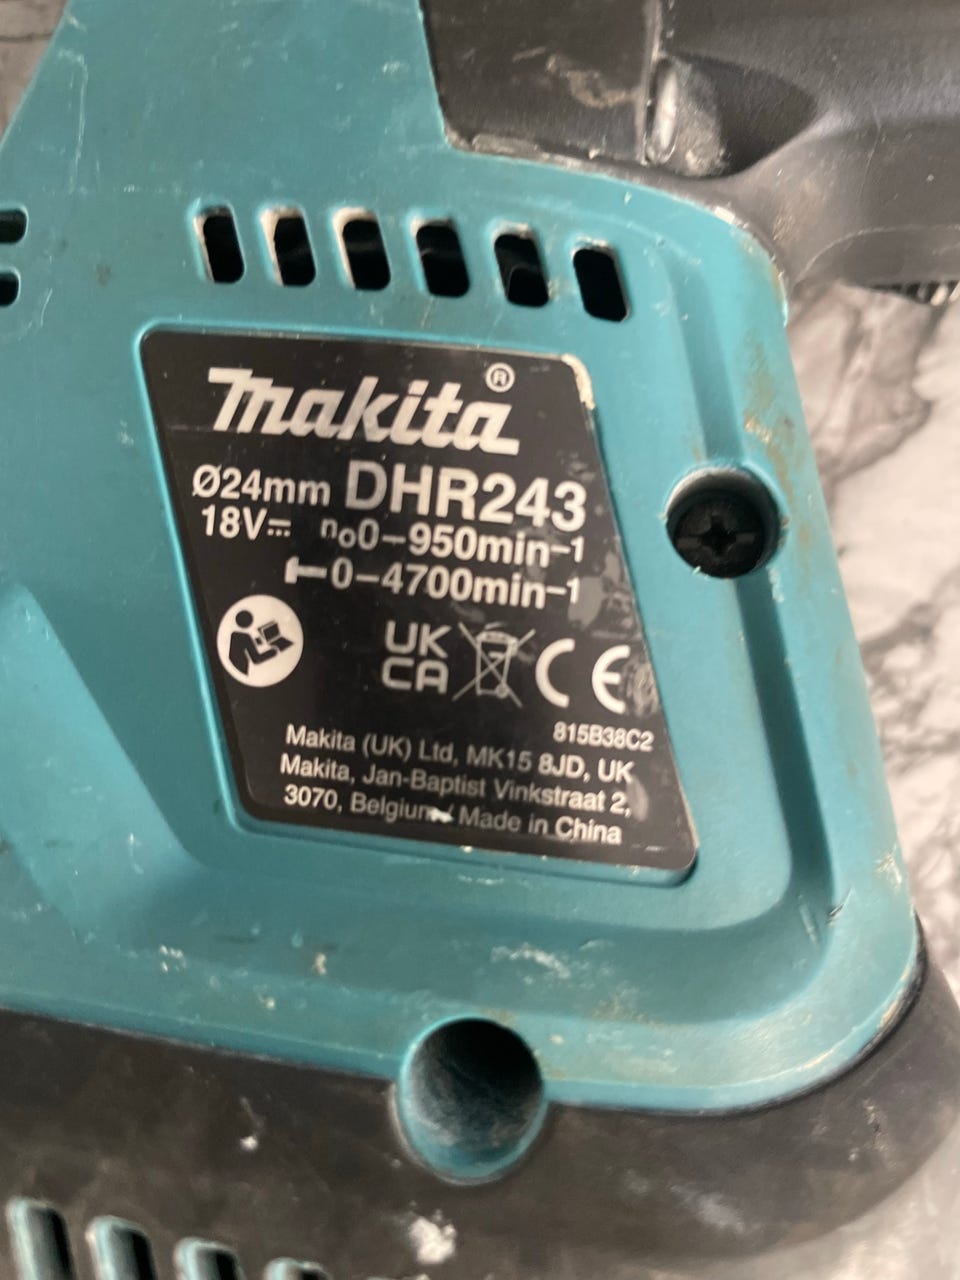 makita®
Ø24mm DHR243
18V⎓ n₀0–950min–1
0–4700min–1
UK
CA
CE
815B38C2
Makita (UK) Ltd, MK15 8JD, UK
Makita, Jan-Baptist Vinkstraat 2,
3070, Belgium / Made in China